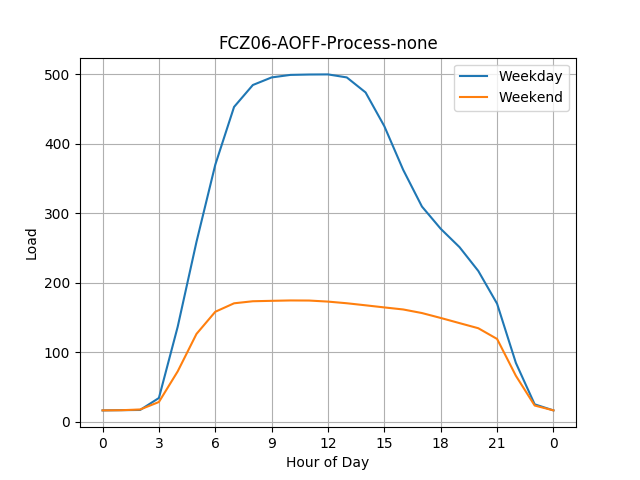 FCZ06-AOFF-Process-none
Weekday
Weekend
500
400
300
200
100
0
Load
0 3 6 9 12 15 18 21 0
Hour of Day